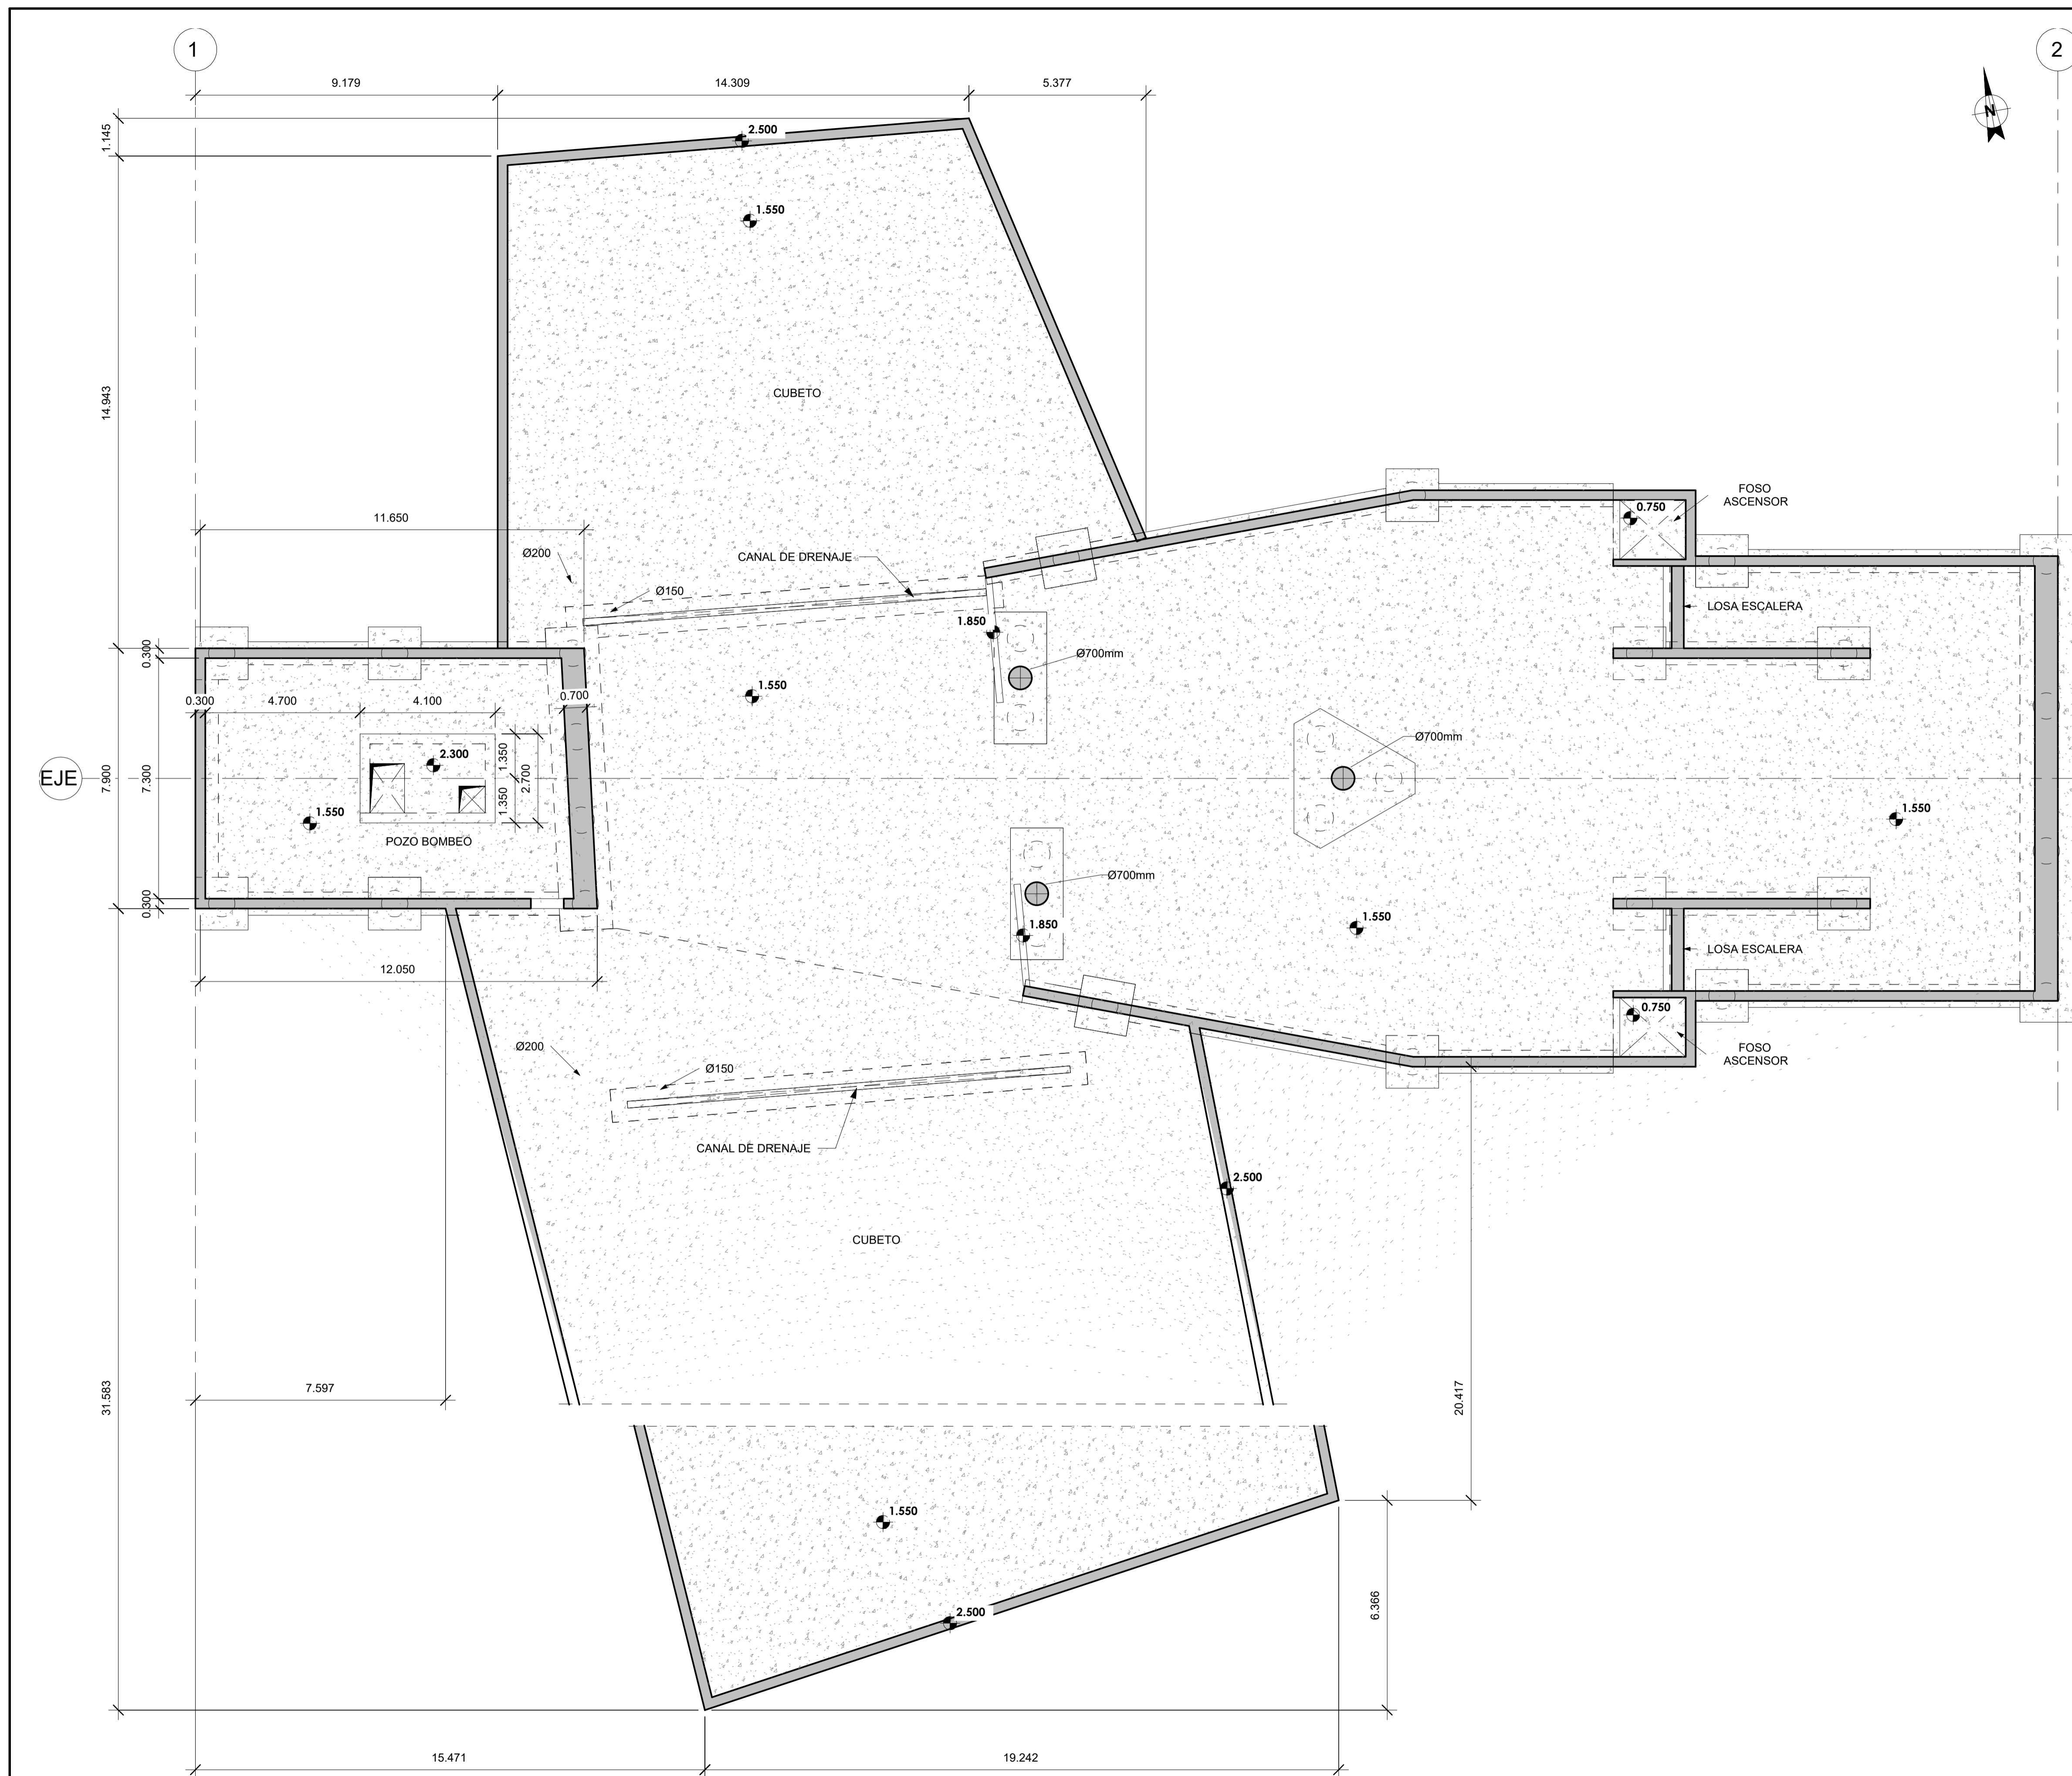 1
2
9.179
14.309
5.377
N
1.145
2.500
1.550
14.943
CUBETO
FOSO
ASCENSOR
0.750
11.650
Ø200
CANAL DE DRENAJE
Ø150
LOSA ESCALERA
1.850
0.300
Ø700mm
1.550
0.300
4.700
4.100
0.700
Ø700mm
2.300
1.350
2.700
EJE
7.900
7.300
1.350
1.550
1.550
POZO BOMBEO
Ø700mm
0.300
1.850
1.550
LOSA ESCALERA
12.050
0.750
FOSO
ASCENSOR
Ø200
Ø150
CANAL DE DRENAJE
2.500
CUBETO
7.597
31.583
20.417
1.550
6.366
2.500
15.471
19.242